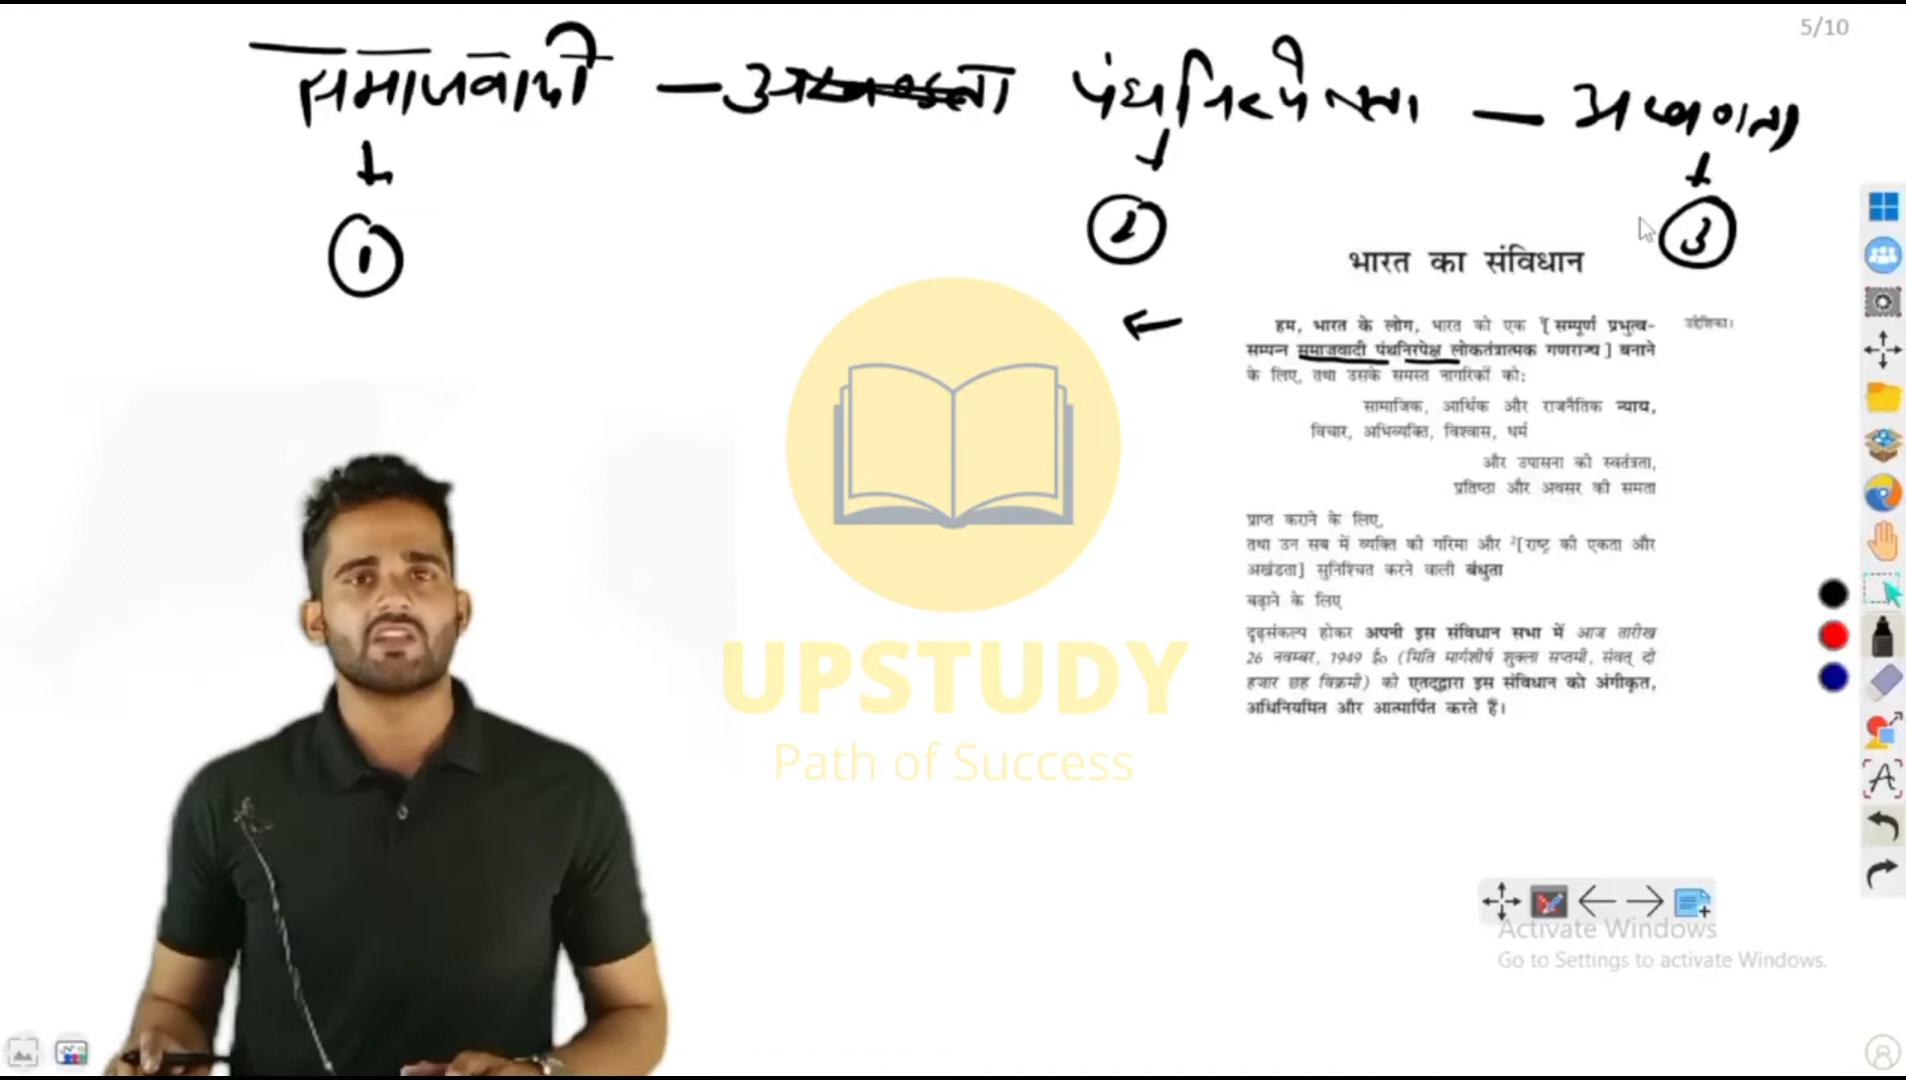 5/10
समाजवादी — पंथनिरपेक्षता — अखण्डता
1
2
3
भारत का संविधान
उद्देशिका।
हम, भारत के लोग, भारत को एक ¹[सम्पूर्ण प्रभुत्व-
सम्पन्न समाजवादी पंथनिरपेक्ष लोकतंत्रात्मक गणराज्य] बनाने
के लिए, तथा उसके समस्त नागरिकों को:
सामाजिक, आर्थिक और राजनैतिक न्याय,
विचार, अभिव्यक्ति, विश्वास, धर्म
और उपासना की स्वतंत्रता,
प्रतिष्ठा और अवसर की समता
प्राप्त कराने के लिए,
तथा उन सब में व्यक्ति की गरिमा और ²[राष्ट्र की एकता और
अखंडता] सुनिश्चित करने वाली बंधुता
बढ़ाने के लिए
दृढ़संकल्प होकर अपनी इस संविधान सभा में आज तारीख
26 नवम्बर, 1949 ई० (मिति मार्गशीर्ष शुक्ला सप्तमी, संवत् दो
हजार छह विक्रमी) को एतद्द्वारा इस संविधान को अंगीकृत,
अधिनियमित और आत्मार्पित करते हैं।
UPSTUDY
Path of Success
Activate Windows
Go to Settings to activate Windows.